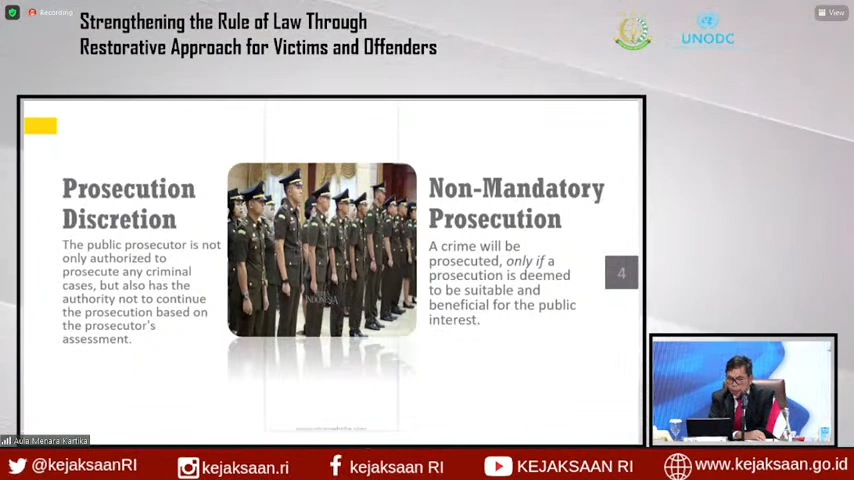 Recording
View
Strengthening the Rule of Law Through
Restorative Approach for Victims and Offenders
UNODC
Prosecution
Discretion
The public prosecutor is not
only authorized to
prosecute any criminal
cases, but also has the
authority not to continue
the prosecution based on
the prosecutor's
assessment.
Non-Mandatory
Prosecution
A crime will be
prosecuted, only if a
prosecution is deemed
to be suitable and
beneficial for the public
interest.
4
INDONESIA
Aula Menara Kartika
@kejaksaanRI
kejaksaan.ri
kejaksaan RI
KEJAKSAAN RI
www.kejaksaan.go.id